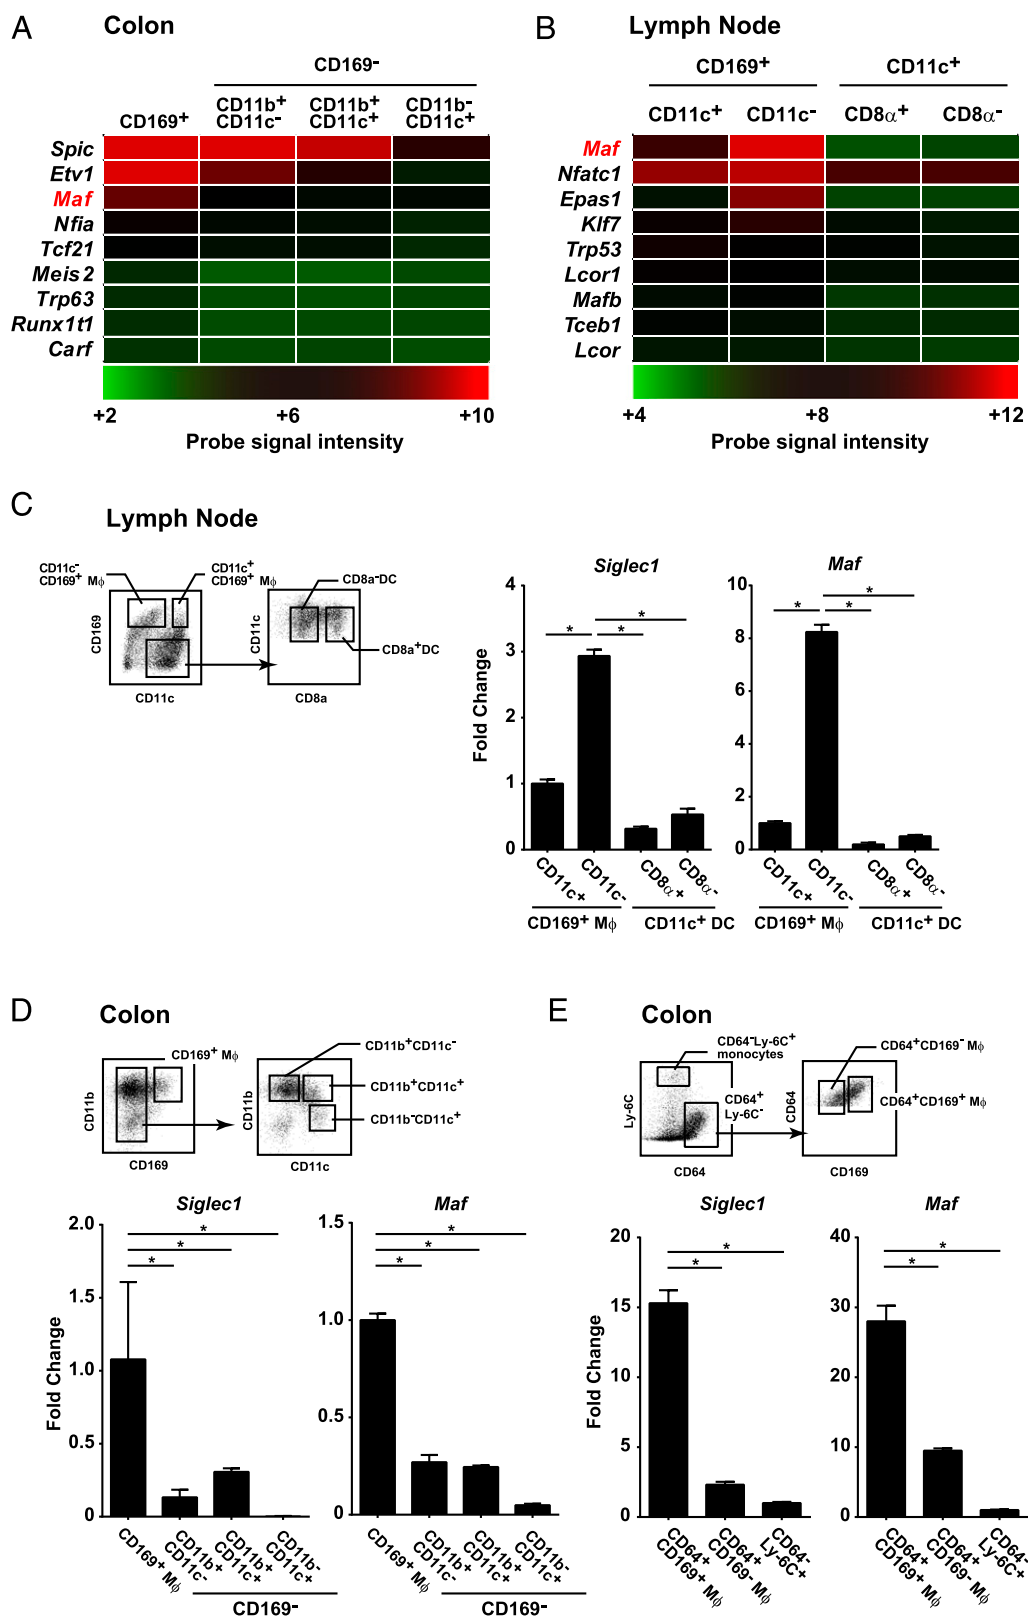 A Colon
CD169-
CD169+
CD11b+ CD11c-
CD11b+ CD11c+
CD11b- CD11c+
Spic
Etv1
Maf
Nfia
Tcf21
Meis2
Trp63
Runx1t1
Carf
+2 +6 +10
Probe signal intensity
B Lymph Node
CD169+ CD11c+
CD11c+ CD11c- CD8α+ CD8α-
Maf
Nfatc1
Epas1
Klf7
Trp53
Lcor1
Mafb
Tceb1
Lcor
+4 +8 +12
Probe signal intensity
C
Lymph Node
CD11c-
CD169+ Mϕ
CD11c+
CD169+ Mϕ
CD169
CD11c
CD8a-DC
CD11c
CD8a+DC
CD8a
Siglec1
Fold Change
4
3
2
1
0
* * *
CD11c+
CD11c-
CD8α+
CD8α-
CD169+ Mϕ
CD11c+ DC
Maf
10
8
6
4
2
0
* * *
CD11c+
CD11c-
CD8α+
CD8α-
CD169+ Mϕ
CD11c+ DC
D Colon
CD169+ Mϕ
CD11b
CD169
CD11b+CD11c-
CD11b+CD11c+
CD11b-CD11c+
CD11b
CD11c
Siglec1
Fold Change
2.0
1.5
1.0
0.5
0
*
*
*
CD169+ Mϕ
CD11b+ CD11c-
CD11b+ CD11c+
CD11b- CD11c+
CD169-
Maf
1.5
1.0
0.5
0
*
*
*
CD169+ Mϕ
CD11b+ CD11c-
CD11b+ CD11c+
CD11b- CD11c+
CD169-
E Colon
CD64-Ly-6C+
monocytes
CD64+
Ly-6C-
Ly-6C
CD64
CD64+CD169- Mϕ
CD64+CD169+ Mϕ
CD64
CD169
Siglec1
Fold Change
20
15
10
5
0
*
*
CD64+ CD169+ Mϕ
CD64+ CD169- Mϕ
CD64- Ly-6C+
Maf
40
30
20
10
0
*
*
CD64+ CD169+ Mϕ
CD64+ CD169- Mϕ
CD64- Ly-6C+